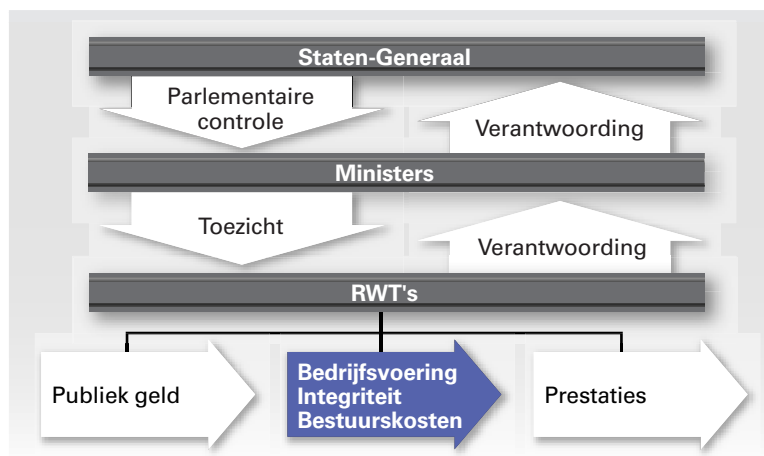 Staten-Generaal
Parlementaire
controle
Verantwoording
Ministers
Toezicht
Verantwoording
RWT's
Publiek geld
Bedrijfsvoering
Integriteit
Bestuurskosten
Prestaties